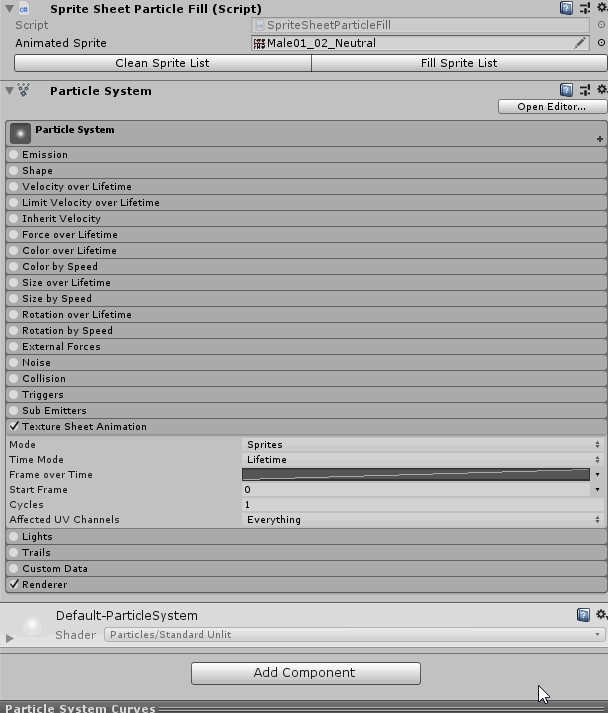 Sprite Sheet Particle Fill (Script)
Script SpriteSheetParticleFill
Animated Sprite Male01_02_Neutral
Clean Sprite List Fill Sprite List
Particle System
Open Editor...
Particle System
Emission
Shape
Velocity over Lifetime
Limit Velocity over Lifetime
Inherit Velocity
Force over Lifetime
Color over Lifetime
Color by Speed
Size over Lifetime
Size by Speed
Rotation over Lifetime
Rotation by Speed
External Forces
Noise
Collision
Triggers
Sub Emitters
Texture Sheet Animation
Mode Sprites
Time Mode Lifetime
Frame over Time
Start Frame 0
Cycles 1
Affected UV Channels Everything
Lights
Trails
Custom Data
Renderer
Default-ParticleSystem
Shader Particles/Standard Unlit
Add Component
Particle System Curves